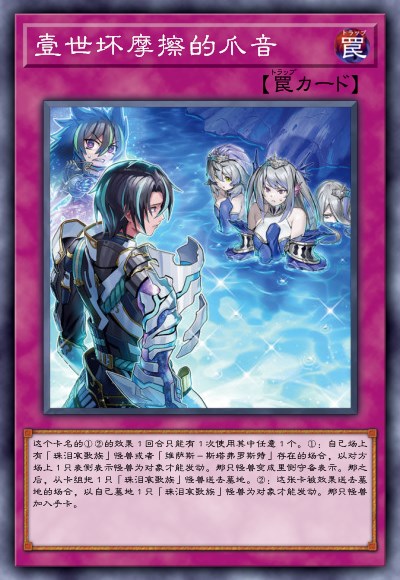 壹世坏摩擦的爪音
トラップ
罠
トラップ
【罠カード】
这个卡名的①②的效果1回合只能有1次使用其中任意1个。①：自己场上
有「珠泪哀歌族」怪兽或者「维萨斯－斯塔弗罗斯特」存在的场合，以对方
场上1只表侧表示怪兽为对象才能发动。那只怪兽变成里侧守备表示。那之
后，从卡组把1只「珠泪哀歌族」怪兽送去墓地。②：这张卡被效果送去墓
地的场合，以自己墓地1只「珠泪哀歌族」怪兽为对象才能发动。那只怪兽
加入手卡。